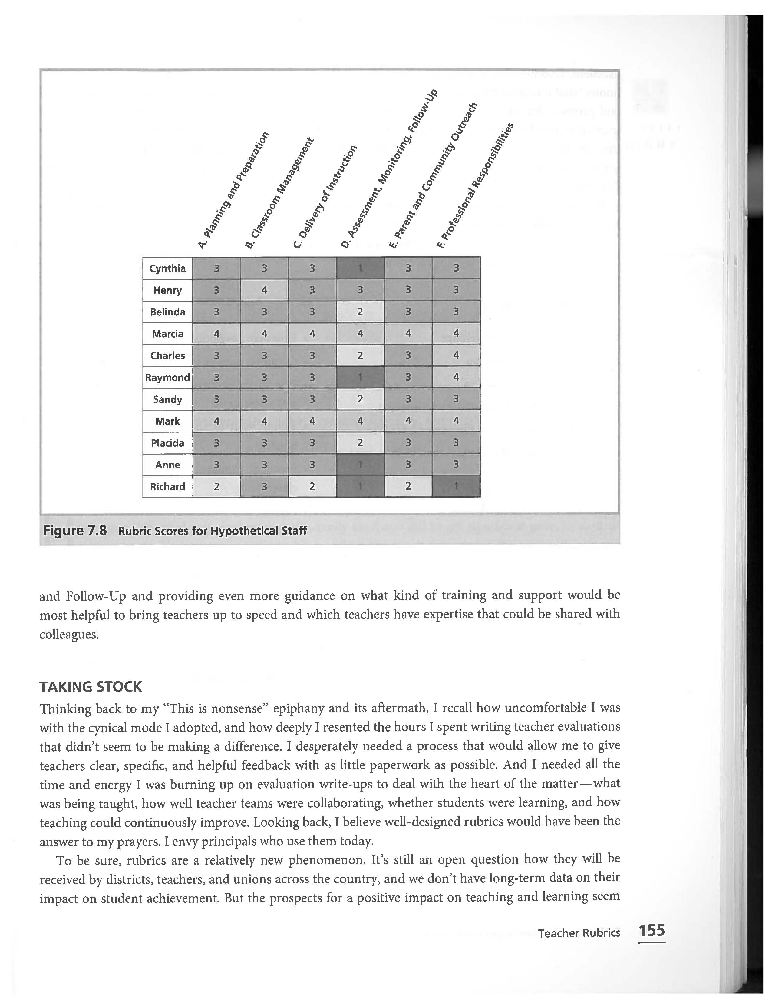 A. Planning and Preparation
B. Classroom Management
C. Delivery of Instruction
D. Assessment, Monitoring, Follow-Up
E. Parent and Community Outreach
F. Professional Responsibilities
Cynthia 3 3 3 1 3 3
Henry 3 4 3 3 3 3
Belinda 3 3 3 2 3 3
Marcia 4 4 4 4 4 4
Charles 3 3 3 2 3 4
Raymond 3 3 3 1 3 4
Sandy 3 3 3 2 3 3
Mark 4 4 4 4 4 4
Placida 3 3 3 2 3 3
Anne 3 3 3 1 3 3
Richard 2 3 2 1 2 1
Figure 7.8 Rubric Scores for Hypothetical Staff
and Follow-Up and providing even more guidance on what kind of training and support would be
most helpful to bring teachers up to speed and which teachers have expertise that could be shared with
colleagues.
TAKING STOCK
Thinking back to my “This is nonsense” epiphany and its aftermath, I recall how uncomfortable I was
with the cynical mode I adopted, and how deeply I resented the hours I spent writing teacher evaluations
that didn’t seem to be making a difference. I desperately needed a process that would allow me to give
teachers clear, specific, and helpful feedback with as little paperwork as possible. And I needed all the
time and energy I was burning up on evaluation write-ups to deal with the heart of the matter—what
was being taught, how well teacher teams were collaborating, whether students were learning, and how
teaching could continuously improve. Looking back, I believe well-designed rubrics would have been the
answer to my prayers. I envy principals who use them today.
To be sure, rubrics are a relatively new phenomenon. It’s still an open question how they will be
received by districts, teachers, and unions across the country, and we don’t have long-term data on their
impact on student achievement. But the prospects for a positive impact on teaching and learning seem
Teacher Rubrics 155